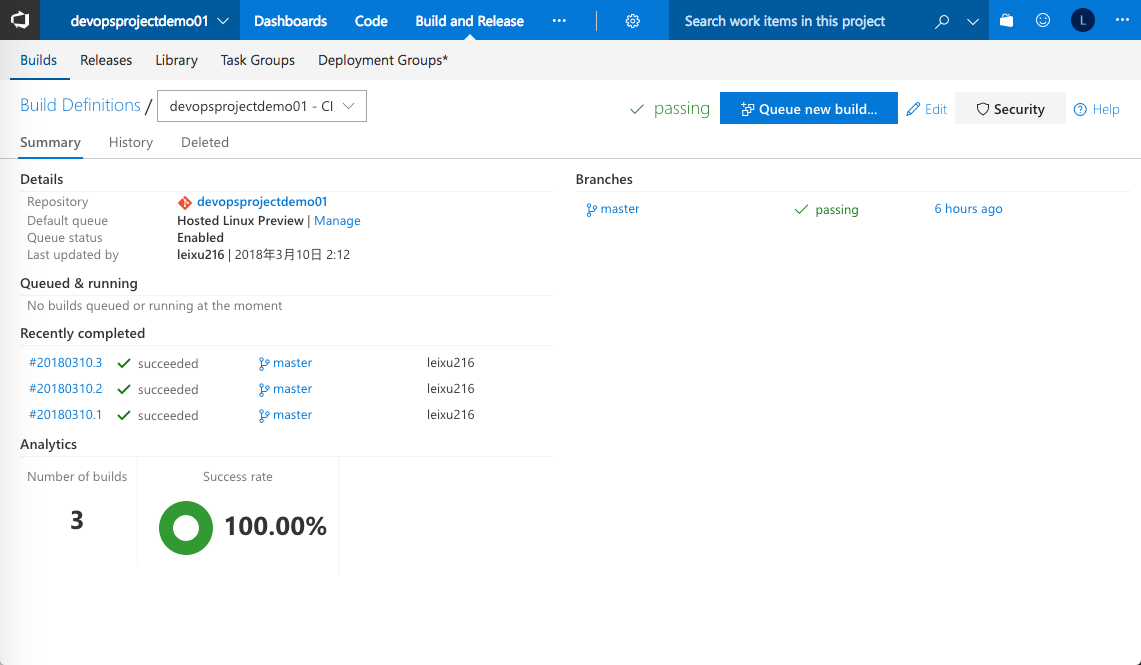 devopsprojectdemo01 Dashboards Code Build and Release ··· Search work items in this project L ···
Builds Releases Library Task Groups Deployment Groups*
Build Definitions / devopsprojectdemo01 - CI passing Queue new build... Edit Security Help
Summary History Deleted
Details
Repository devopsprojectdemo01
Default queue Hosted Linux Preview | Manage
Queue status Enabled
Last updated by leixu216 | 2018年3月10日 2:12
Queued & running
No builds queued or running at the moment
Recently completed
#20180310.3 succeeded master leixu216
#20180310.2 succeeded master leixu216
#20180310.1 succeeded master leixu216
Analytics
Number of builds Success rate
3 100.00%
Branches
master passing 6 hours ago